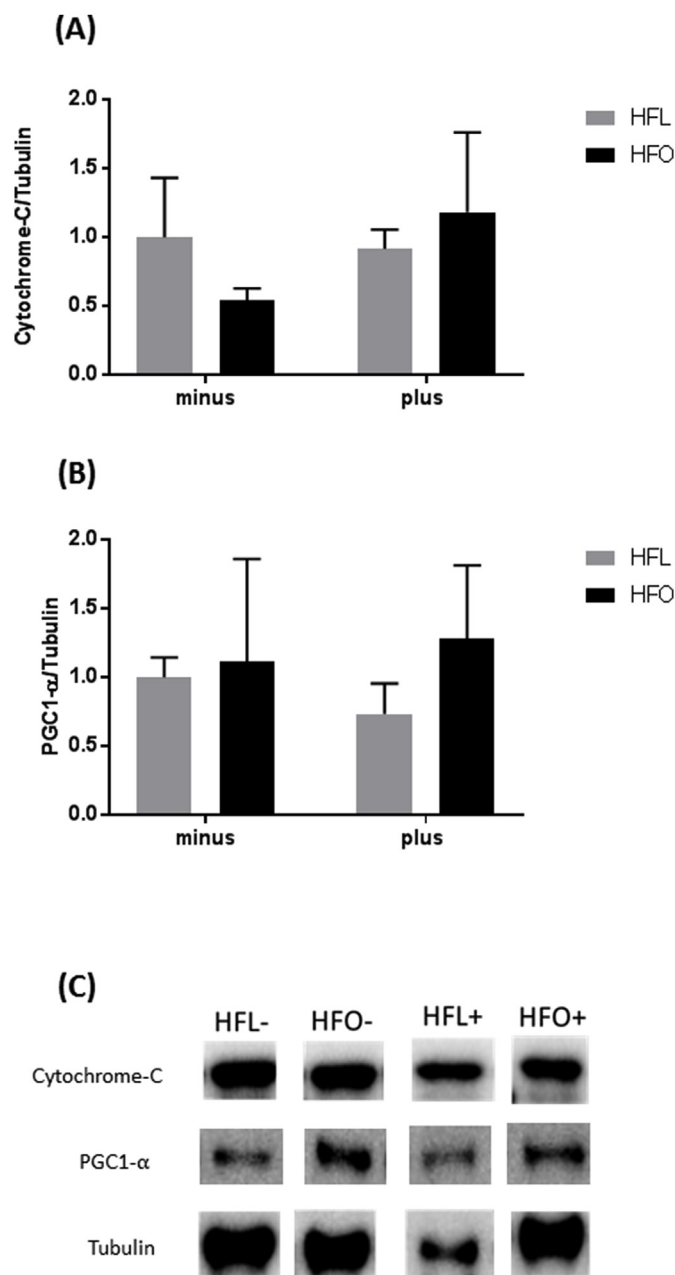 (A)
Cytochrome-C/Tubulin
2.0
1.5
1.0
0.5
0.0
minus plus
HFL
HFO
(B)
PGC1-α/Tubulin
2.0
1.5
1.0
0.5
0.0
minus plus
HFL
HFO
(C)
HFL- HFO- HFL+ HFO+
Cytochrome-C
PGC1-α
Tubulin